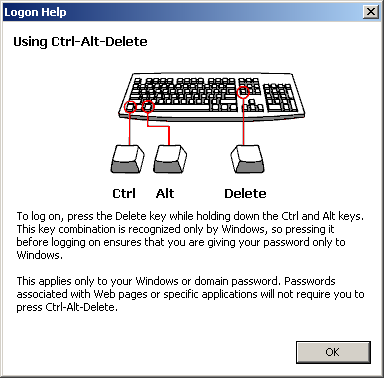 Logon Help
Using Ctrl-Alt-Delete
Ctrl Alt Delete
To log on, press the Delete key while holding down the Ctrl and Alt keys.
This key combination is recognized only by Windows, so pressing it
before logging on ensures that you are giving your password only to
Windows.
This applies only to your Windows or domain password. Passwords
associated with Web pages or specific applications will not require you to
press Ctrl-Alt-Delete.
OK